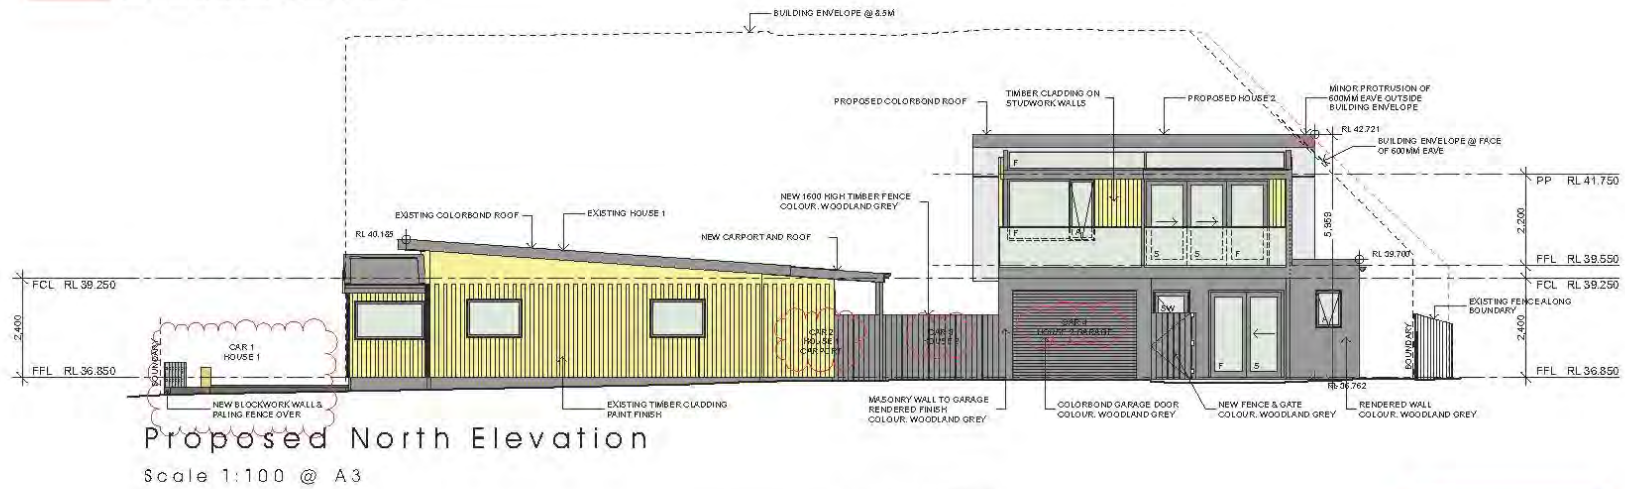 BUILDING ENVELOPE @ 8.5M
PROPOSED COLORBOND ROOF
TIMBER CLADDING ON
STUDWORK WALLS
PROPOSED HOUSE 2
MINOR PROTRUSION OF
600MM EAVE OUTSIDE
BUILDING ENVELOPE
RL 42.721
BUILDING ENVELOPE @ FACE
OF 600MM EAVE
PP RL 41.750
NEW 1600 HIGH TIMBER FENCE
COLOUR. WOODLAND GREY
EXISTING COLORBOND ROOF
EXISTING HOUSE 1
RL 40.185
NEW CARPORT AND ROOF
F
F
A
S
S
F
5,959
2,200
RL 39.700
FFL RL 39.550
FCL RL 39.250
FCL RL 39.250
EXISTING FENCE ALONG
BOUNDARY
2,400
BOUNDARY
CAR 1
HOUSE 1
CAR 2
HOUSE 1
CARPORT
SW
A
F
S
BOUNDARY
2,400
FFL RL 36.850
FFL RL 36.850
RL 36.762
NEW BLOCKWORK WALL &
PALING FENCE OVER
EXISTING TIMBER CLADDING
PAINT FINISH
MASONRY WALL TO GARAGE
RENDERED FINISH
COLOUR. WOODLAND GREY
COLORBOND GARAGE DOOR
COLOUR. WOODLAND GREY
NEW FENCE & GATE
COLOUR. WOODLAND GREY
RENDERED WALL
COLOUR. WOODLAND GREY
Proposed North Elevation
Scale 1:100 @ A3